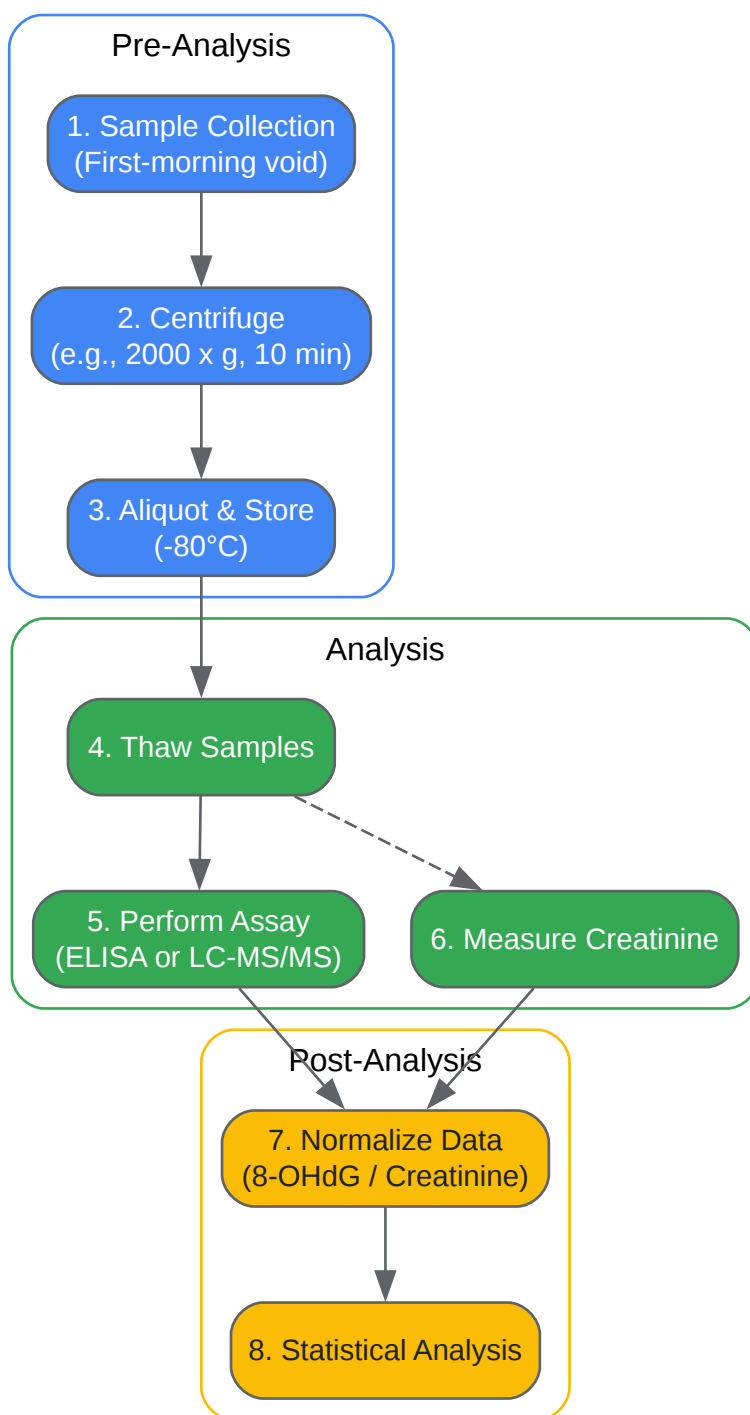 Pre-Analysis
1. Sample Collection
(First-morning void)
2. Centrifuge
(e.g., 2000 x g, 10 min)
3. Aliquot & Store
(-80°C)
Analysis
4. Thaw Samples
5. Perform Assay
(ELISA or LC-MS/MS)
6. Measure Creatinine
Post-Analysis
7. Normalize Data
(8-OHdG / Creatinine)
8. Statistical Analysis